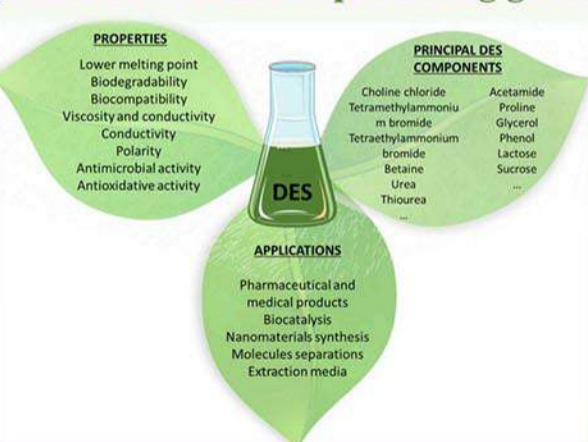 PROPERTIES
Lower melting point
Biodegradability
Biocompatibility
Viscosity and conductivity
Conductivity
Polarity
Antimicrobial activity
Antioxidative activity
PRINCIPAL DES
COMPONENTS
Choline chloride
Tetramethylammoniu
m bromide
Tetraethylammonium
bromide
Betaine
Urea
Thiourea
...
Acetamide
Proline
Glycerol
Phenol
Lactose
Sucrose
...
DES
APPLICATIONS
Pharmaceutical and
medical products
Biocatalysis
Nanomaterials synthesis
Molecules separations
Extraction media